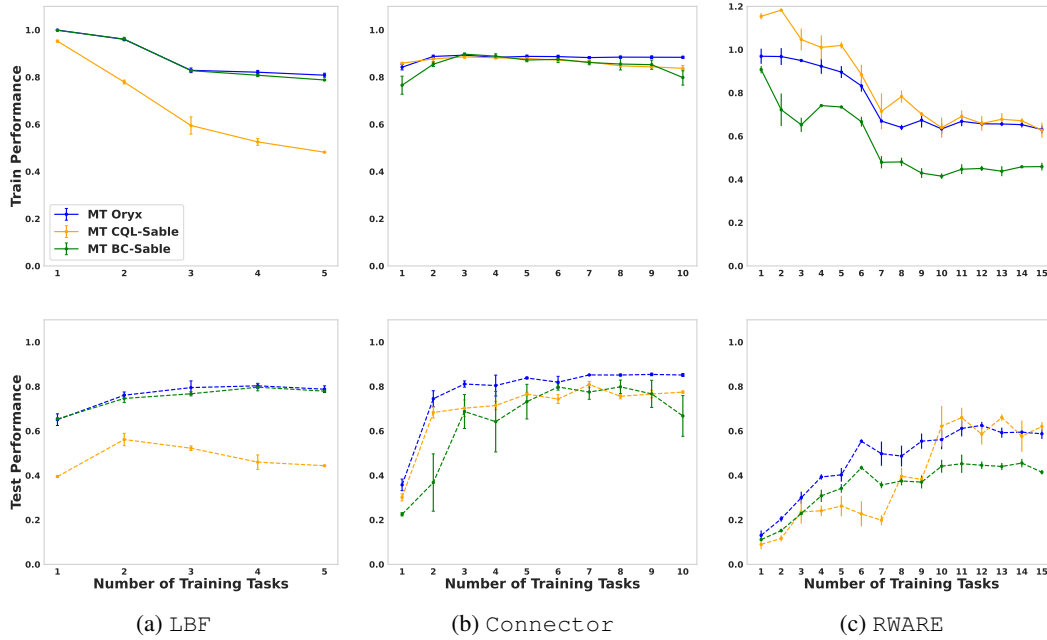 Train Performance
1.0
0.8
0.6
0.4
0.2
0.0
MT Oryx
MT CQL-Sable
MT BC-Sable
1 2 3 4 5
1.0
0.8
0.6
0.4
0.2
0.0
1 2 3 4 5 6 7 8 9 10
1.2
1.0
0.8
0.6
0.4
0.2
0.0
1 2 3 4 5 6 7 8 9 10 11 12 13 14 15
Test Performance
1.0
0.8
0.6
0.4
0.2
0.0
1 2 3 4 5
Number of Training Tasks
1.0
0.8
0.6
0.4
0.2
0.0
1 2 3 4 5 6 7 8 9 10
Number of Training Tasks
1.0
0.8
0.6
0.4
0.2
0.0
1 2 3 4 5 6 7 8 9 10 11 12 13 14 15
Number of Training Tasks
(a) LBF
(b) Connector
(c) RWARE